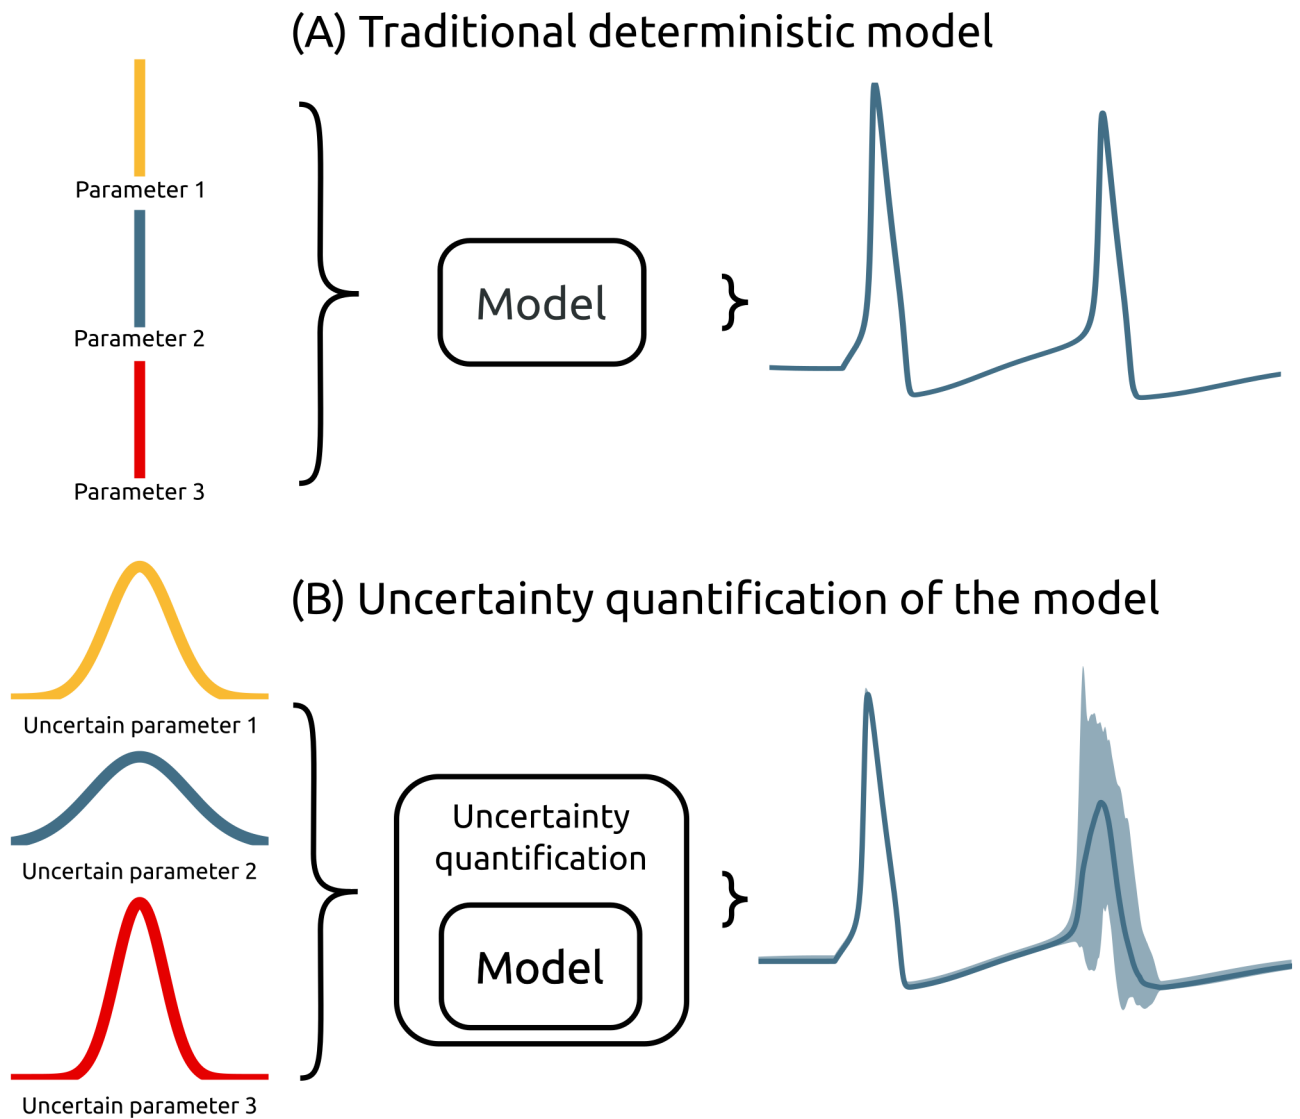 (A) Traditional deterministic model
Parameter 1
Parameter 2
Parameter 3
Model
(B) Uncertainty quantification of the model
Uncertain parameter 1
Uncertain parameter 2
Uncertain parameter 3
Uncertainty
quantification
Model